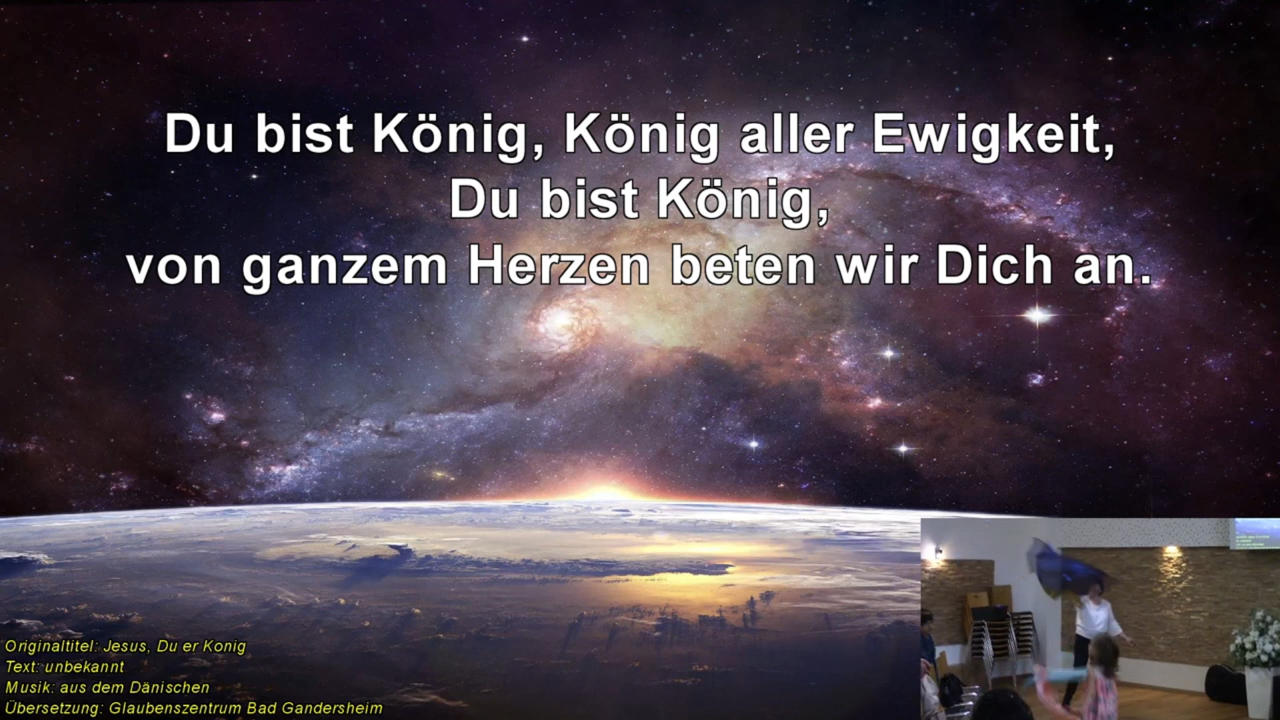 Du bist König, König aller Ewigkeit,
Du bist König,
von ganzem Herzen beten wir Dich an.
Originaltitel: Jesus, Du er Konig
Text: unbekannt
Musik: aus dem Dänischen
Übersetzung: Glaubenszentrum Bad Gandersheim